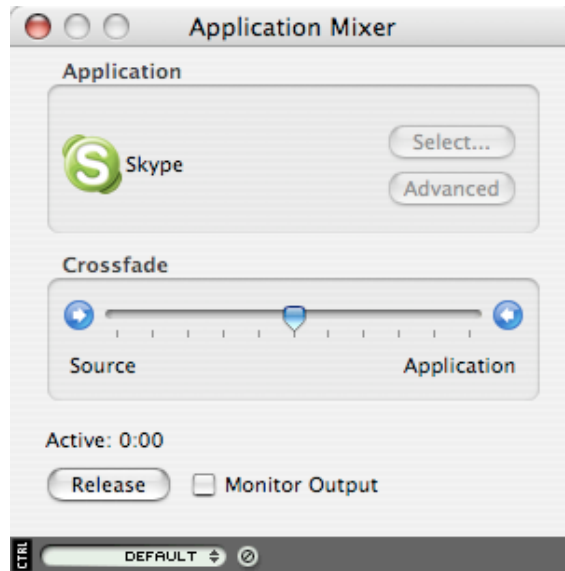 Application Mixer
Application
S Skype
Select...
Advanced
Crossfade
Source Application
Active: 0:00
Release Monitor Output
CTRL DEFAULT